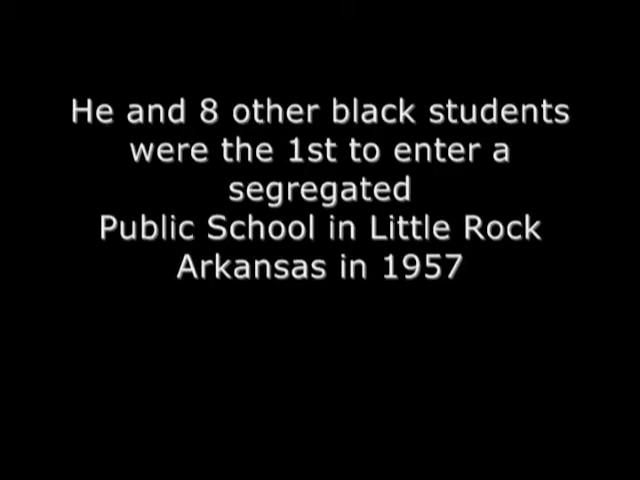 He and 8 other black students
were the 1st to enter a
segregated
Public School in Little Rock
Arkansas in 1957